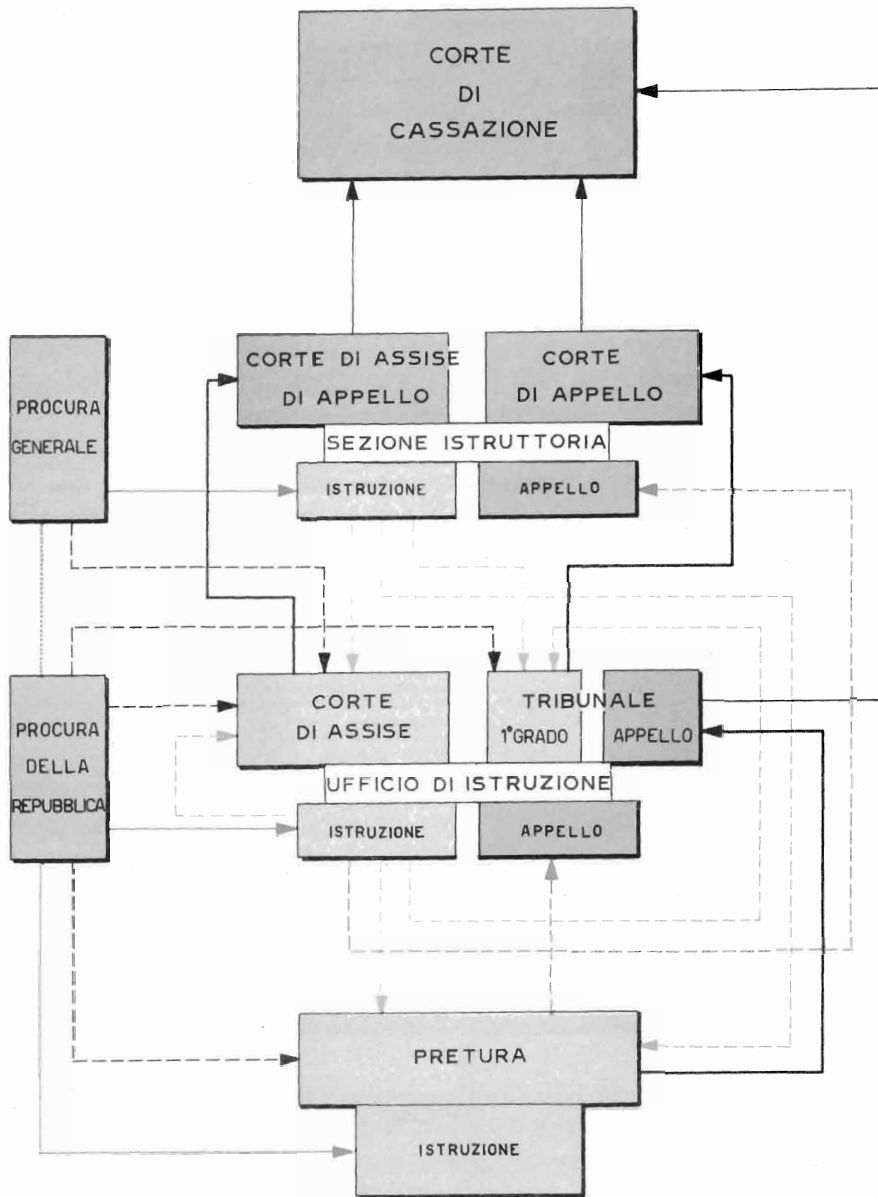 CORTE
DI
CASSAZIONE
CORTE DI ASSISE
DI APPELLO
CORTE
DI APPELLO
PROCURA
GENERALE
SEZIONE ISTRUTTORIA
ISTRUZIONE
APPELLO
PROCURA
DELLA
REPUBBLICA
CORTE
DI ASSISE
TRIBUNALE
1° GRADO
APPELLO
UFFICIO DI ISTRUZIONE
ISTRUZIONE
APPELLO
PRETURA
ISTRUZIONE